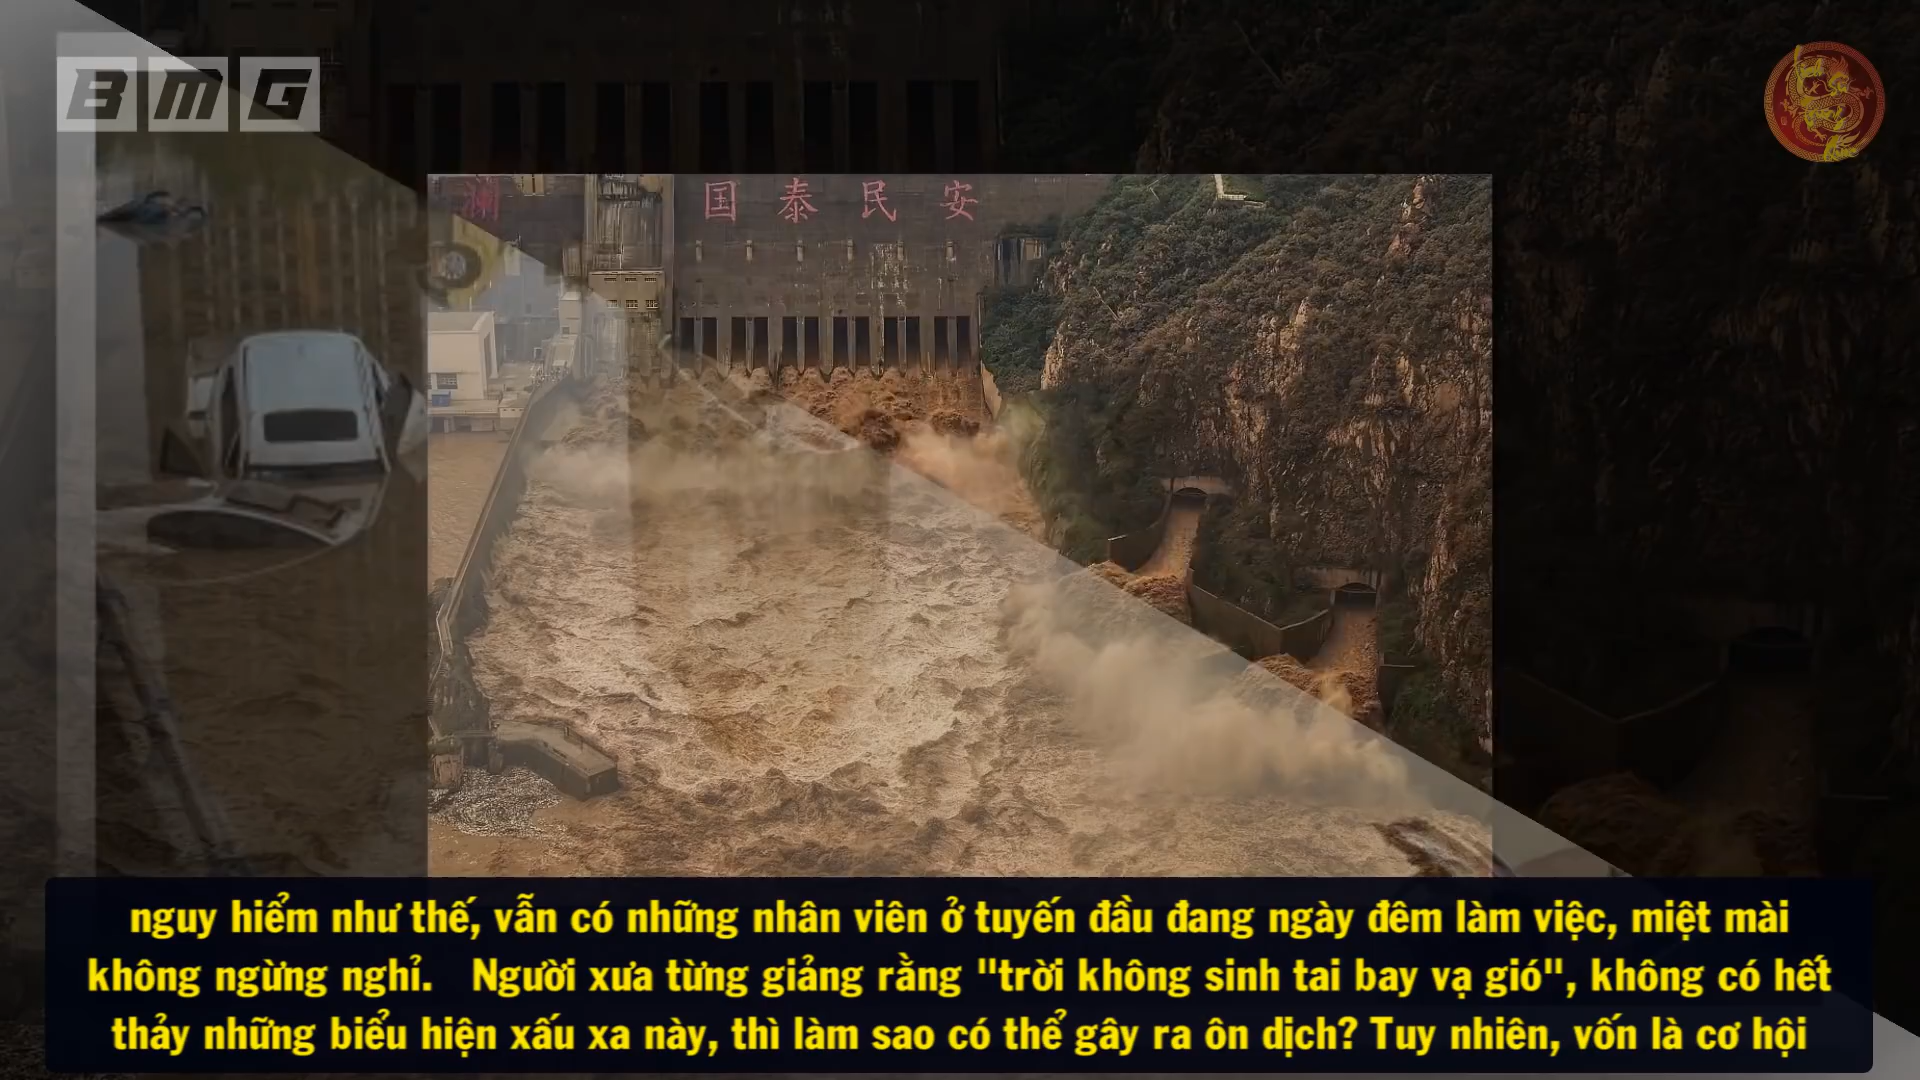 BMG
澜 国泰民安
nguy hiểm như thế, vẫn có những nhân viên ở tuyến đầu đang ngày đêm làm việc, miệt mài
không ngừng nghỉ. Người xưa từng giảng rằng "trời không sinh tai bay vạ gió", không có hết
thảy những biểu hiện xấu xa này, thì làm sao có thể gây ra ôn dịch? Tuy nhiên, vốn là cơ hội